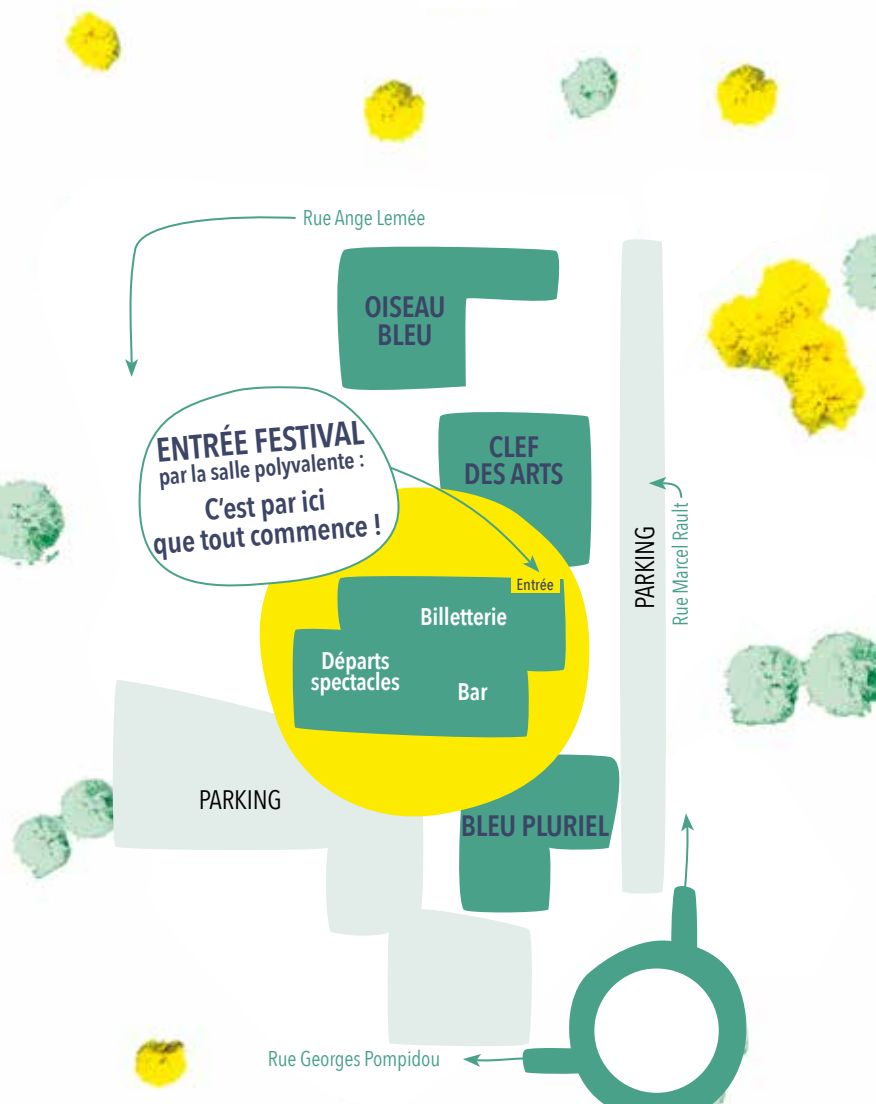 Rue Ange Lemée
OISEAU
BLEU
ENTRÉE FESTIVAL
par la salle polyvalente :
C'est par ici
que tout commence !
CLEF
DES ARTS
PARKING
Rue Marcel Rault
Entrée
Billetterie
Départs
spectacles
Bar
PARKING
BLEU PLURIEL
Rue Georges Pompidou